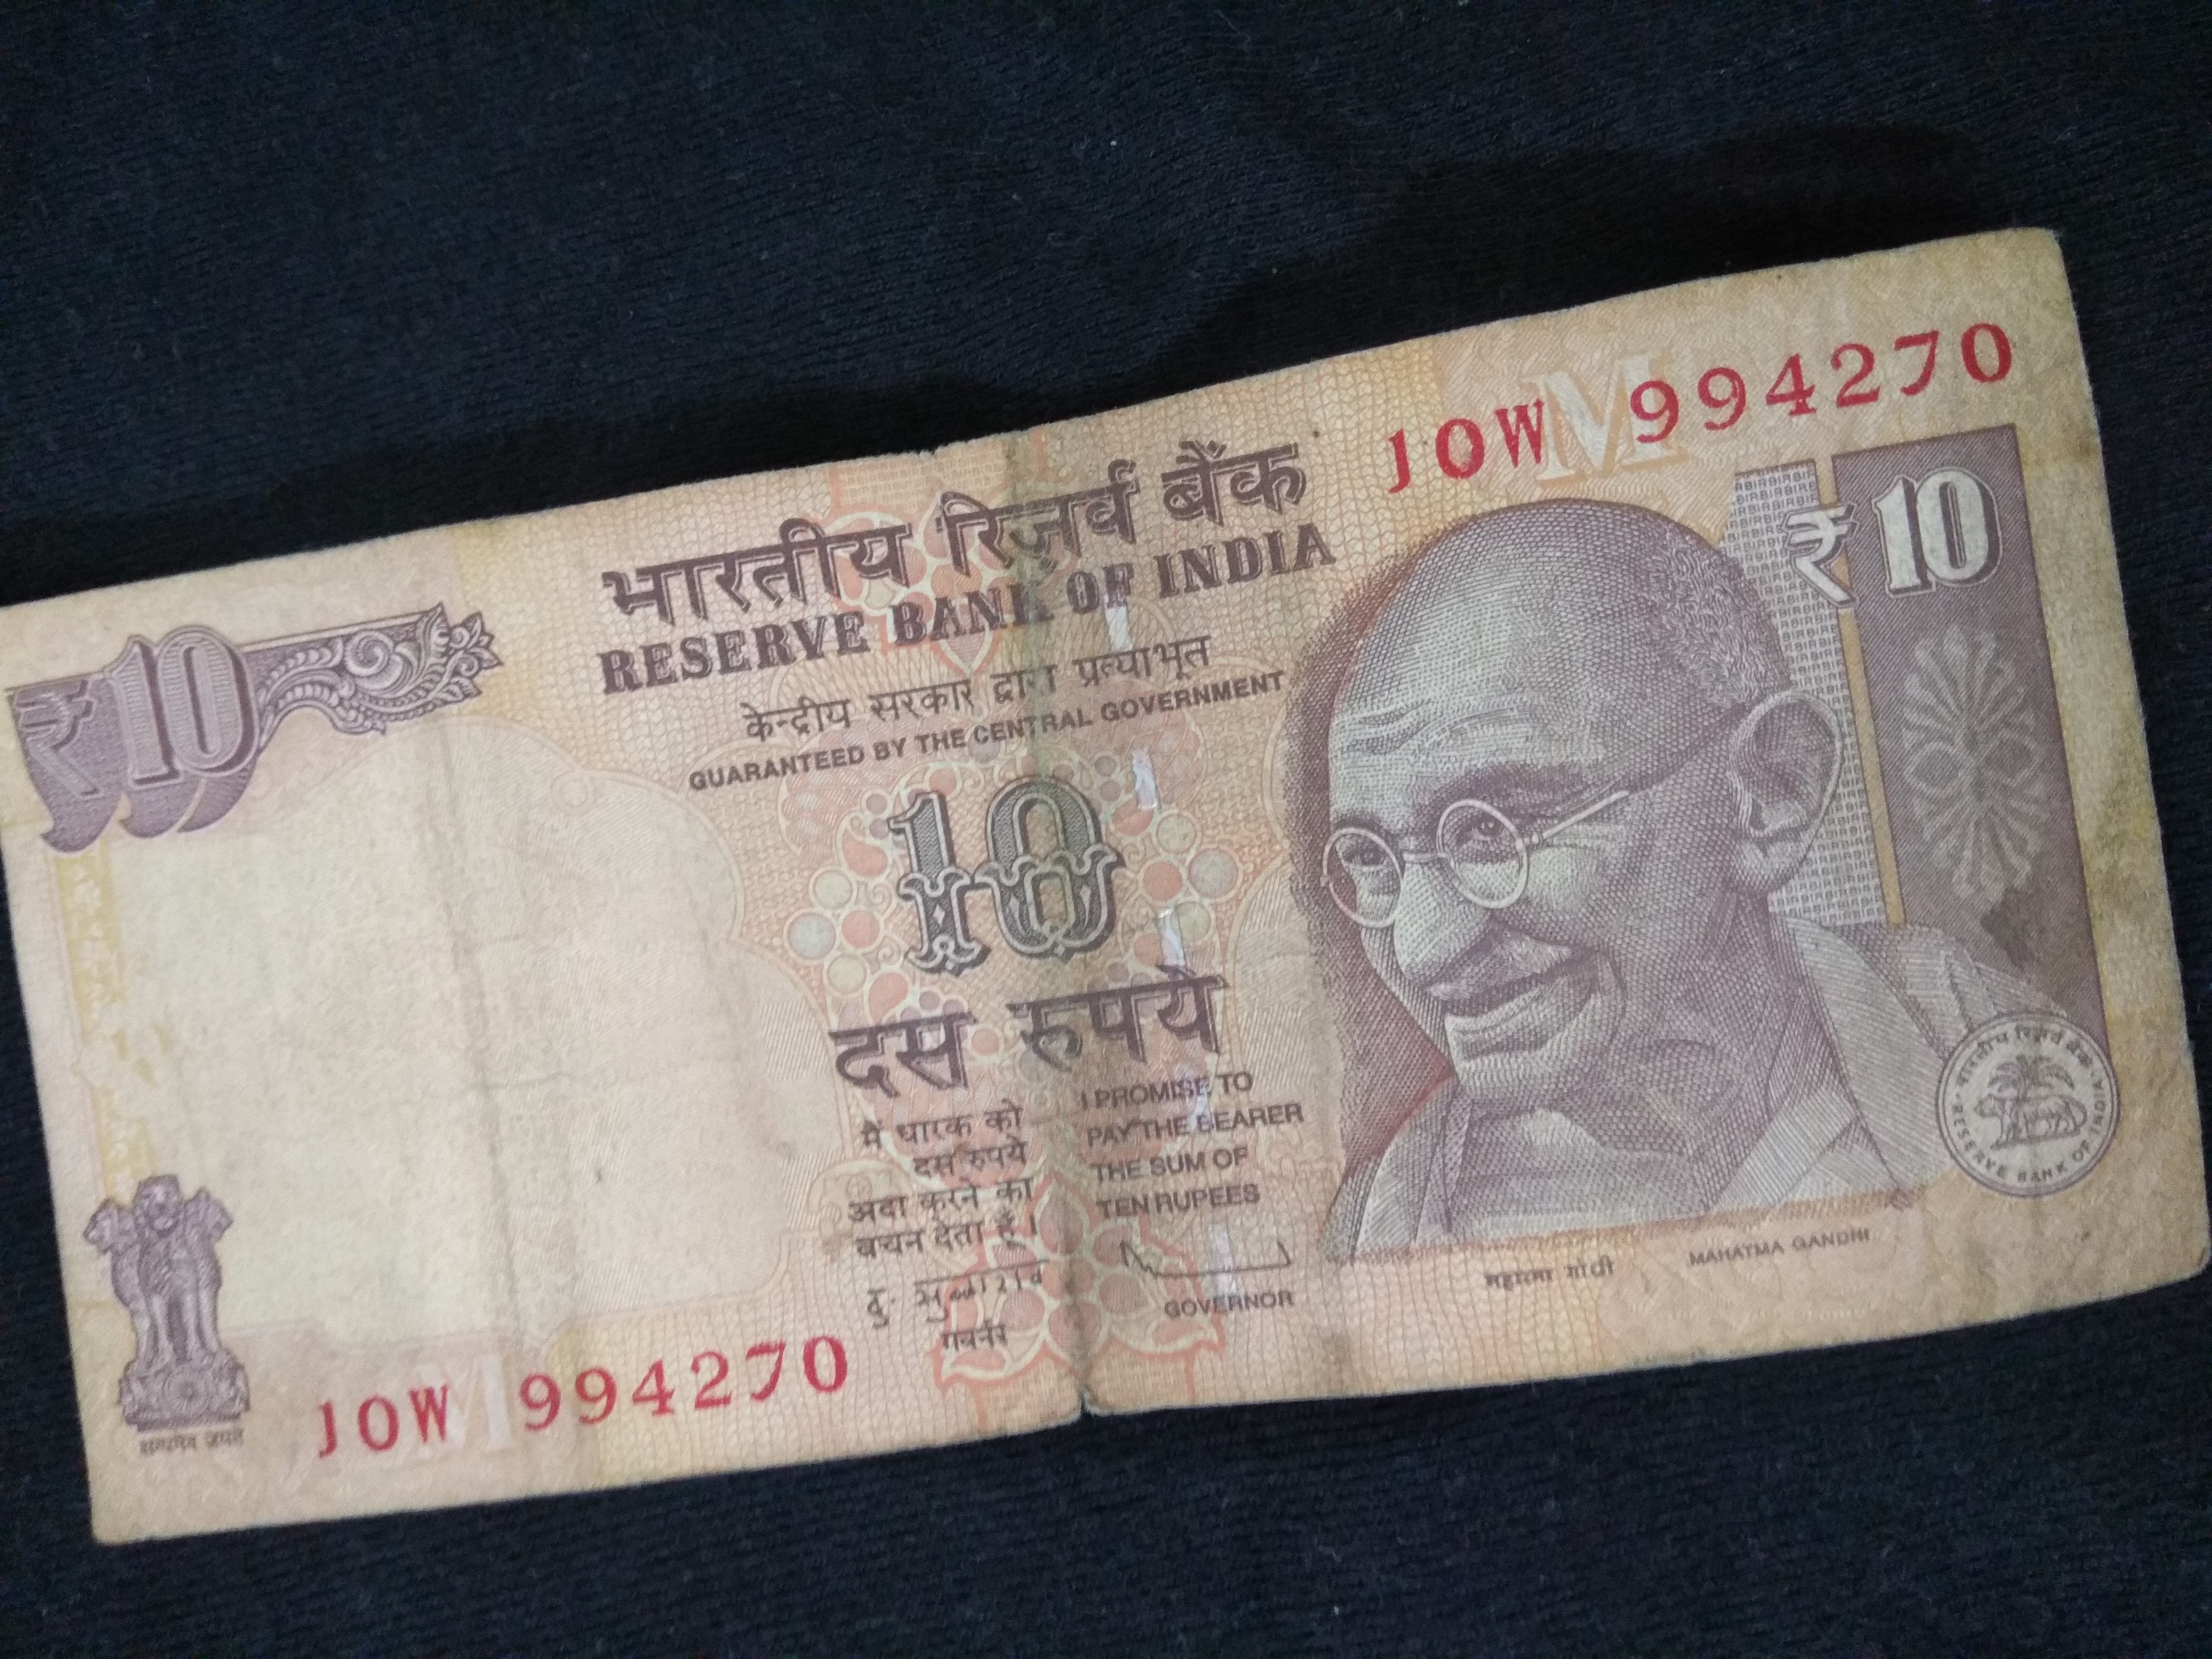 10W 994270
भारतीय रिज़र्व बैंक
RESERVE BANK OF INDIA
₹ 10
₹ 10
केन्द्रीय सरकार द्वारा प्रत्याभूत
GUARANTEED BY THE CENTRAL GOVERNMENT
10
दस रुपये
मैं धारक को
दस रुपये
अदा करने का
वचन देता हूँ।
I PROMISE TO
PAY THE BEARER
THE SUM OF
TEN RUPEES
गवर्नर
GOVERNOR
महात्मा गांधी
MAHATMA GANDHI
भारतीय रिज़र्व बैंक
RESERVE BANK OF INDIA
सत्यमेव जयते
10W 994270